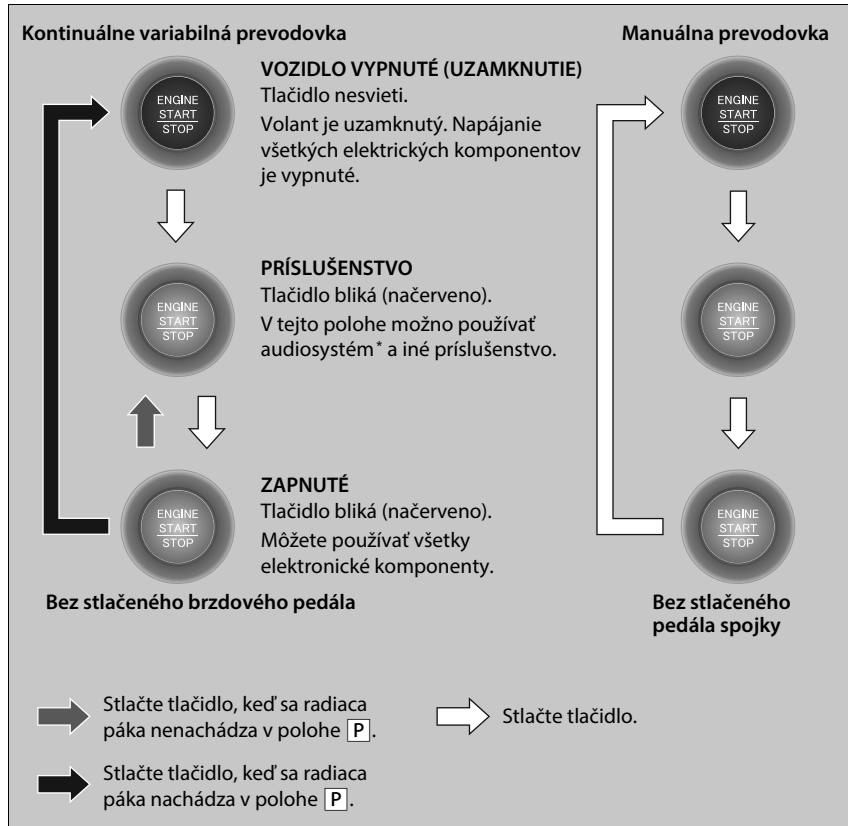 Kontinuálne variabilná prevodovka
ENGINE
START
STOP
VOZIDLO VYPNUTÉ (UZAMKNUTIE)
Tlačidlo nesvieti.
Volant je uzamknutý. Napájanie
všetkých elektrických komponentov
je vypnuté.
ENGINE
START
STOP
PRÍSLUŠENSTVO
Tlačidlo bliká (načerveno).
V tejto polohe možno používať
audiosystém* a iné príslušenstvo.
ENGINE
START
STOP
ZAPNUTÉ
Tlačidlo bliká (načerveno).
Môžete používať všetky
elektronické komponenty.
Bez stlačeného brzdového pedála
Manuálna prevodovka
ENGINE
START
STOP
ENGINE
START
STOP
ENGINE
START
STOP
Bez stlačeného
pedála spojky
Stlačte tlačidlo, keď sa radiaca
páka nenachádza v polohe P.
Stlačte tlačidlo.
Stlačte tlačidlo, keď sa radiaca
páka nachádza v polohe P.